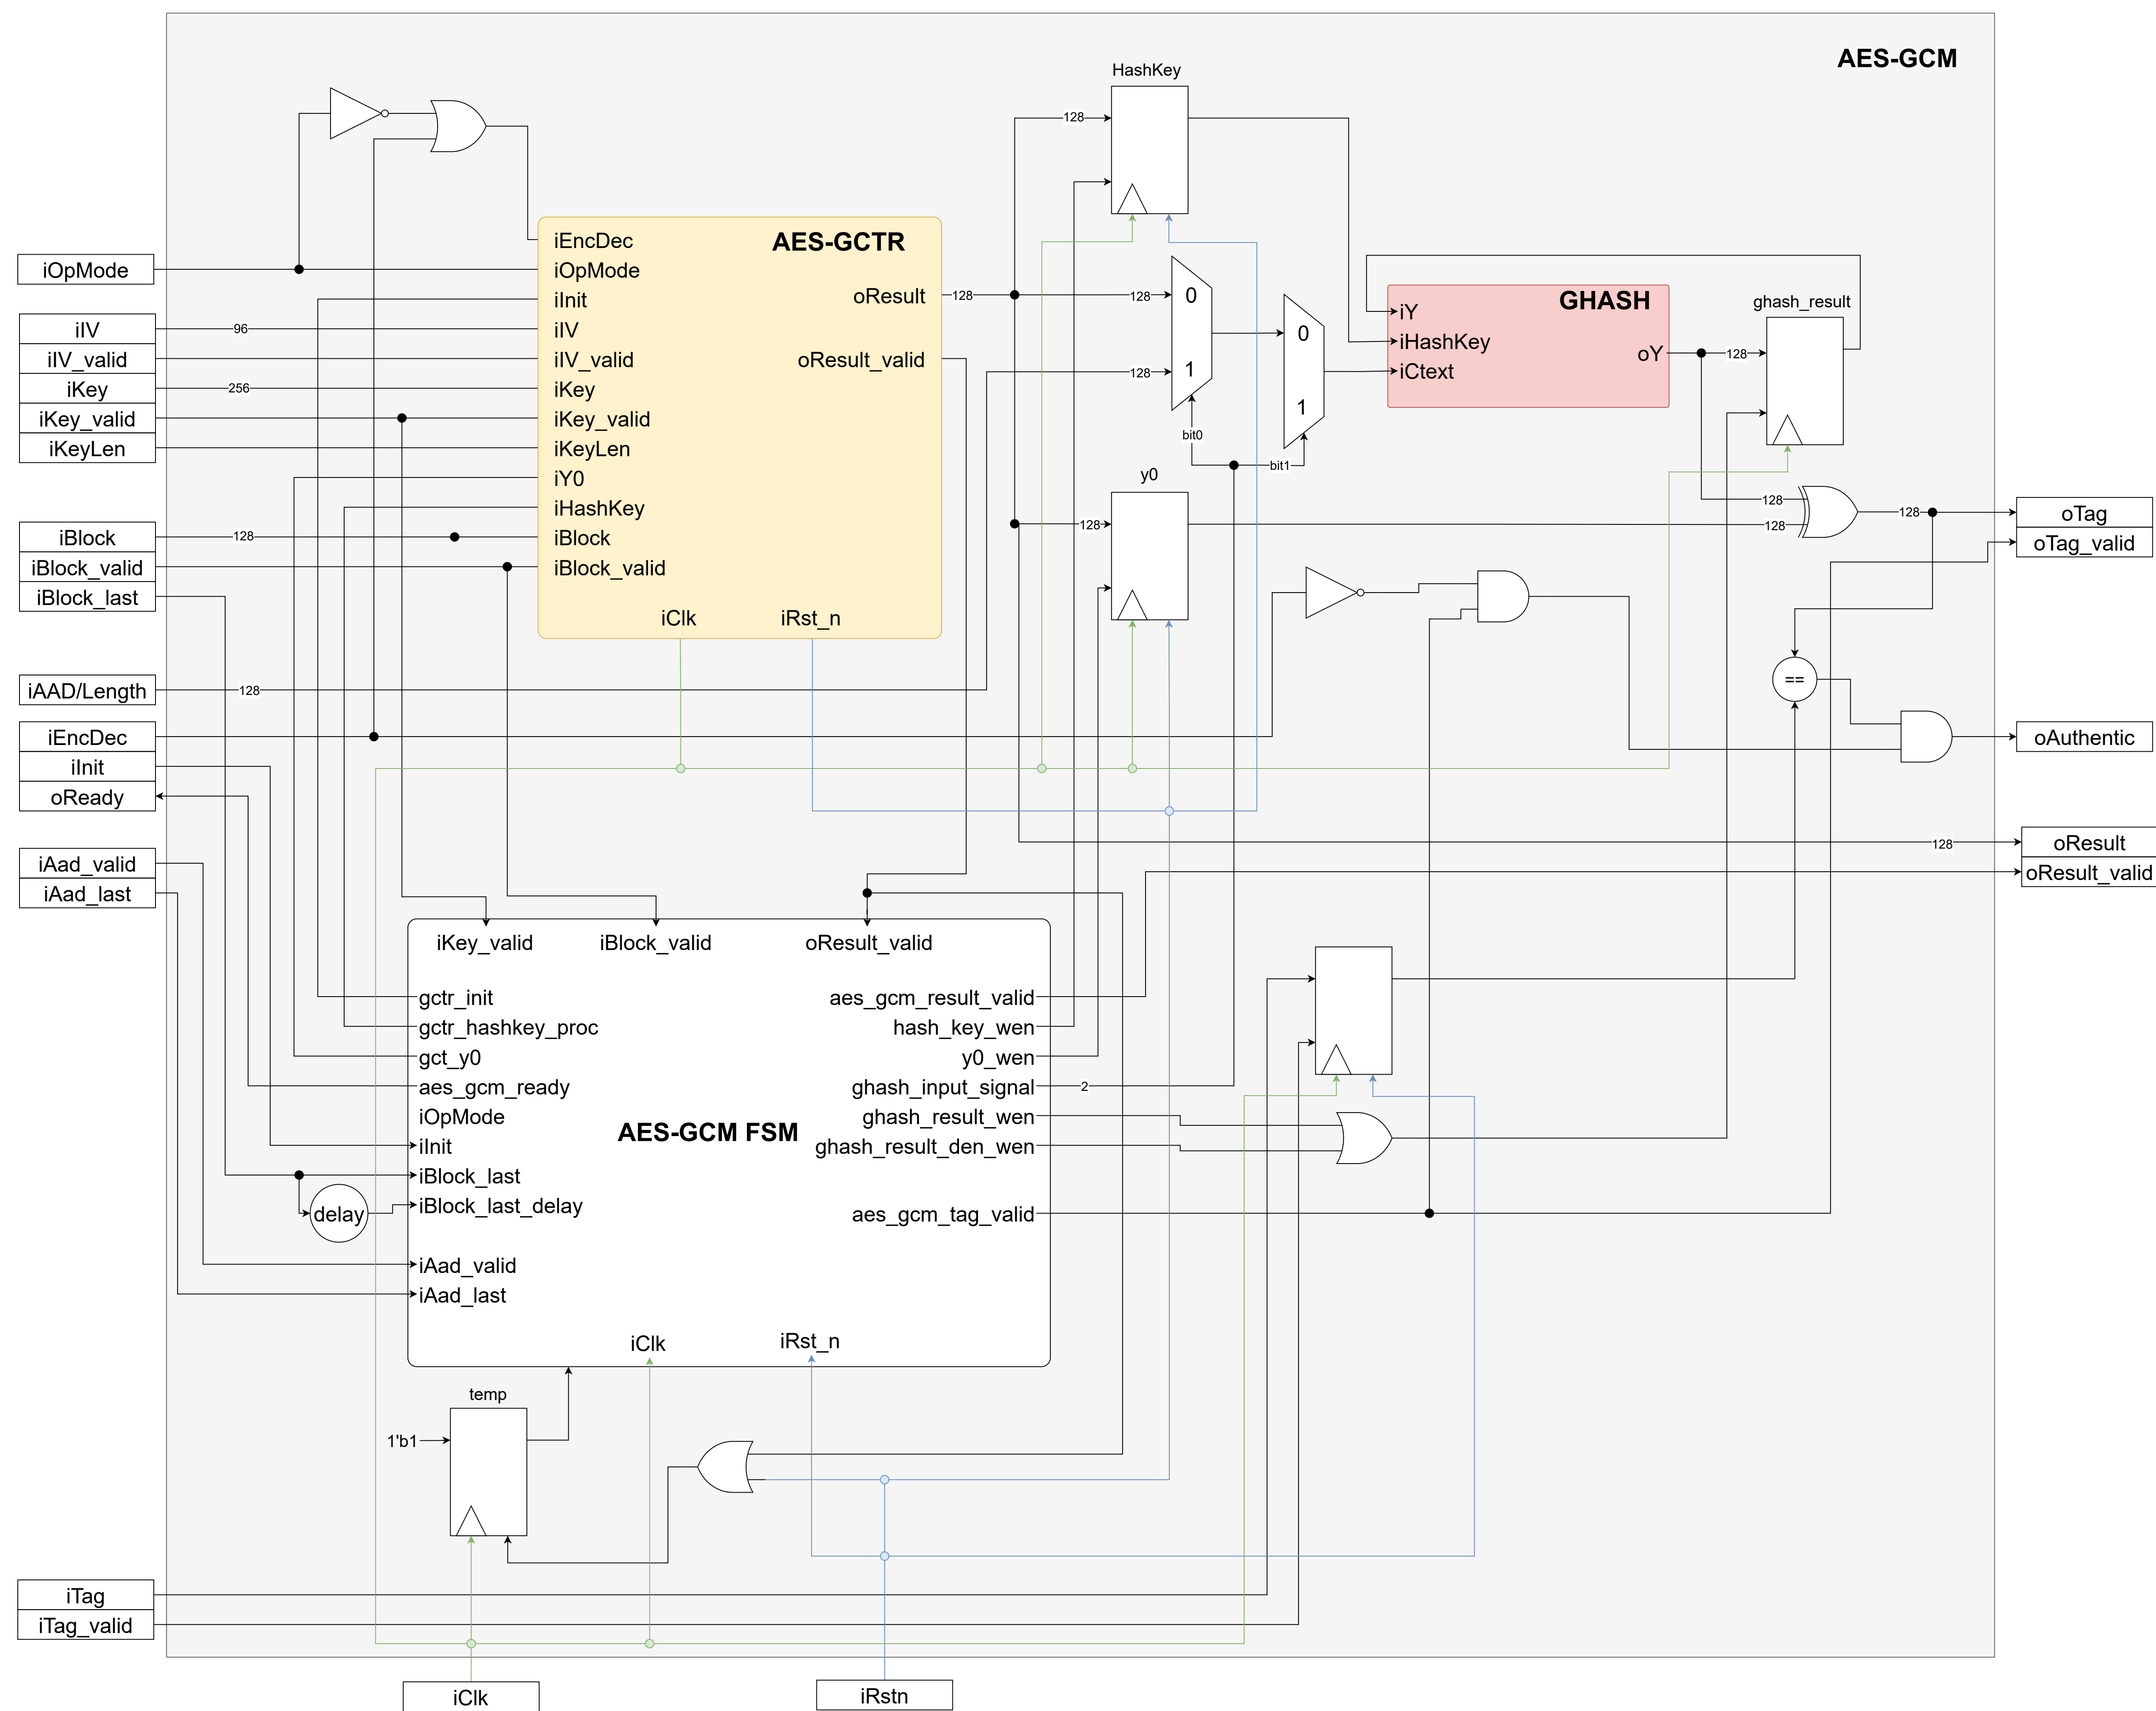 AES-GCM
HashKey
128
AES-GCTR
iEncDec
iOpMode
iInit
iIV
iIV_valid
iKey
iKey_valid
iKeyLen
iY0
iHashKey
iBlock
iBlock_valid
oResult
oResult_valid
iClk
iRst_n
iOpMode
iIV
96
iIV_valid
iKey
256
iKey_valid
iKeyLen
iBlock
128
iBlock_valid
iBlock_last
iAAD/Length
128
iEncDec
iInit
oReady
iAad_valid
iAad_last
128
128
0
1
128
bit0
0
1
bit1
GHASH
iY
iHashKey
iCtext
oY
128
ghash_result
y0
128
128
128
128
oTag
oTag_valid
==
oAuthentic
128
oResult
oResult_valid
iKey_valid
iBlock_valid
oResult_valid
gctr_init
gctr_hashkey_proc
gct_y0
aes_gcm_ready
iOpMode
iInit
iBlock_last
iBlock_last_delay
delay
iAad_valid
iAad_last
AES-GCM FSM
aes_gcm_result_valid
hash_key_wen
y0_wen
ghash_input_signal
2
ghash_result_wen
ghash_result_den_wen
aes_gcm_tag_valid
iClk
iRst_n
temp
1'b1
iTag
iTag_valid
iClk
iRstn